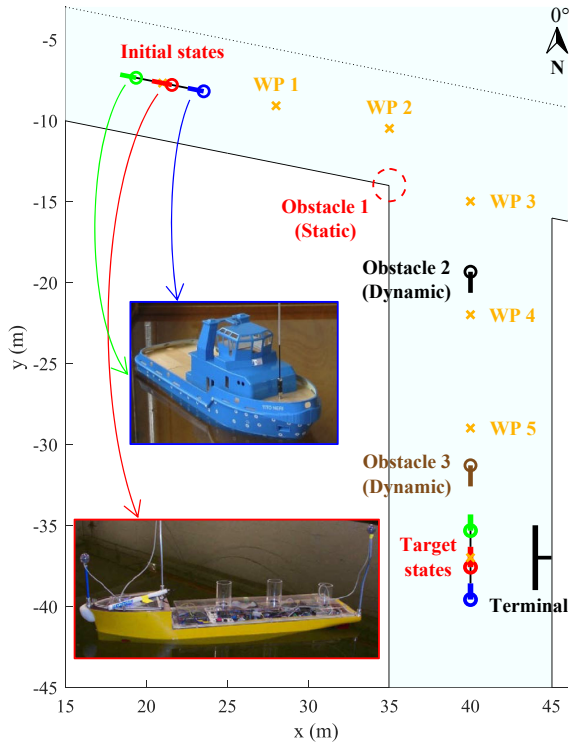 0°
N
Initial states
WP 1
WP 2
Obstacle 1
(Static)
WP 3
Obstacle 2
(Dynamic)
WP 4
WP 5
Obstacle 3
(Dynamic)
Target
states
Terminal
-5
-10
-15
-20
-25
-30
-35
-40
-45
y (m)
15
20
25
30
35
40
45
x (m)